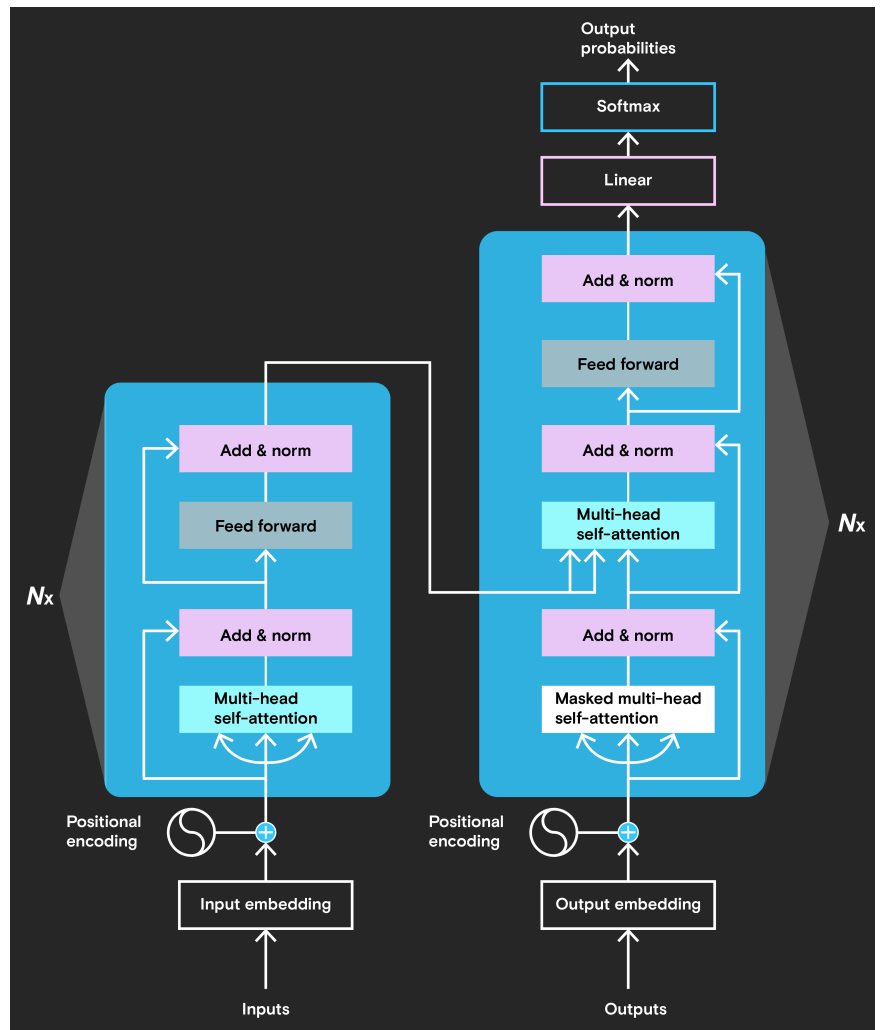 Output
probabilities
Softmax
Linear
Add & norm
Feed forward
Add & norm
Multi-head
self-attention
Add & norm
Masked multi-head
self-attention
Nx
Positional
encoding
Output embedding
Outputs
Add & norm
Feed forward
Add & norm
Multi-head
self-attention
Nx
Positional
encoding
Input embedding
Inputs